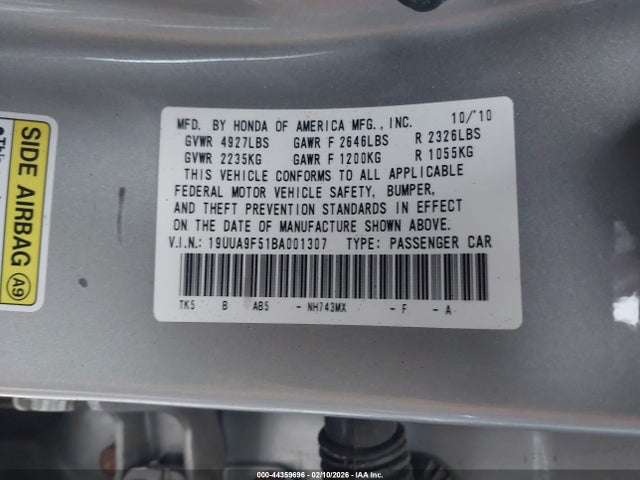 MFD. BY HONDA OF AMERICA MFG., INC. 10/'10
GVWR 4927LBS GAWR F 2646LBS R 2326LBS
GVWR 2235KG GAWR F 1200KG R 1055KG
THIS VEHICLE CONFORMS TO ALL APPLICABLE
FEDERAL MOTOR VEHICLE SAFETY, BUMPER,
AND THEFT PREVENTION STANDARDS IN EFFECT
ON THE DATE OF MANUFACTURE SHOWN ABOVE.
V.I.N.: 19UUA9F51BA001307 TYPE: PASSENGER CAR
TK5 B AB5 - NH743MX - F - A
SIDE AIRBAG A9
000-44359696 - 02/10/2026 - IAA Inc.